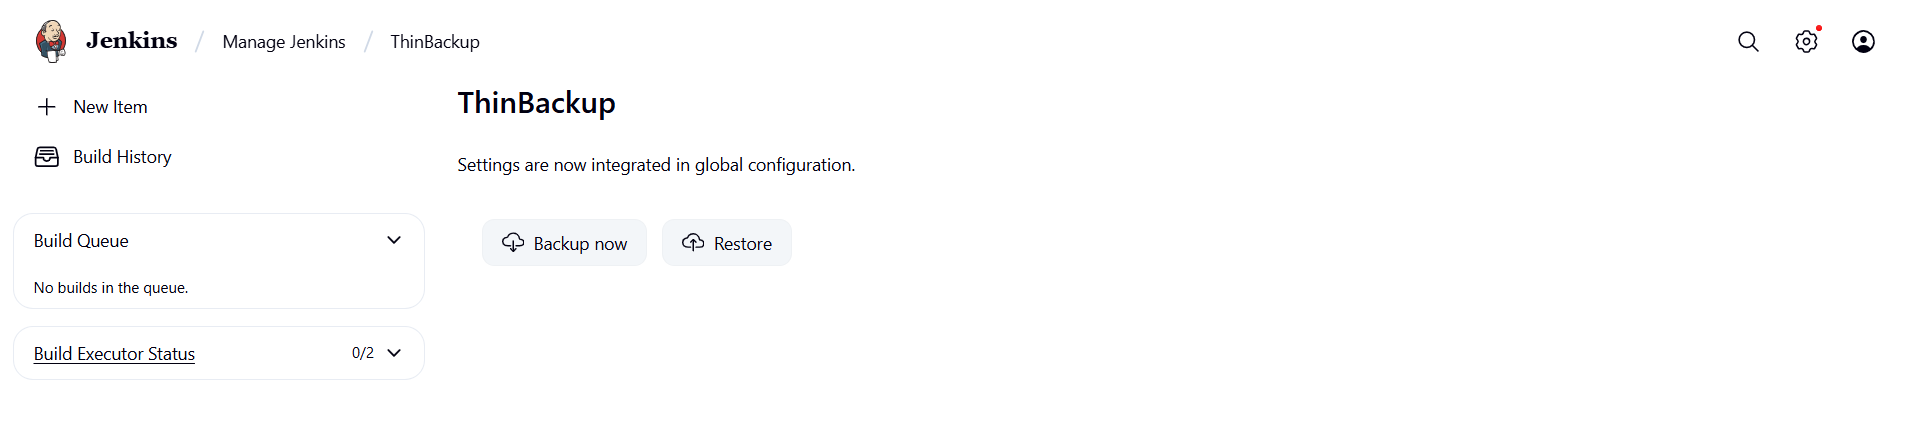 Jenkins / Manage Jenkins / ThinBackup
New Item
Build History
Build Queue
No builds in the queue.
Build Executor Status 0/2
ThinBackup
Settings are now integrated in global configuration.
Backup now Restore